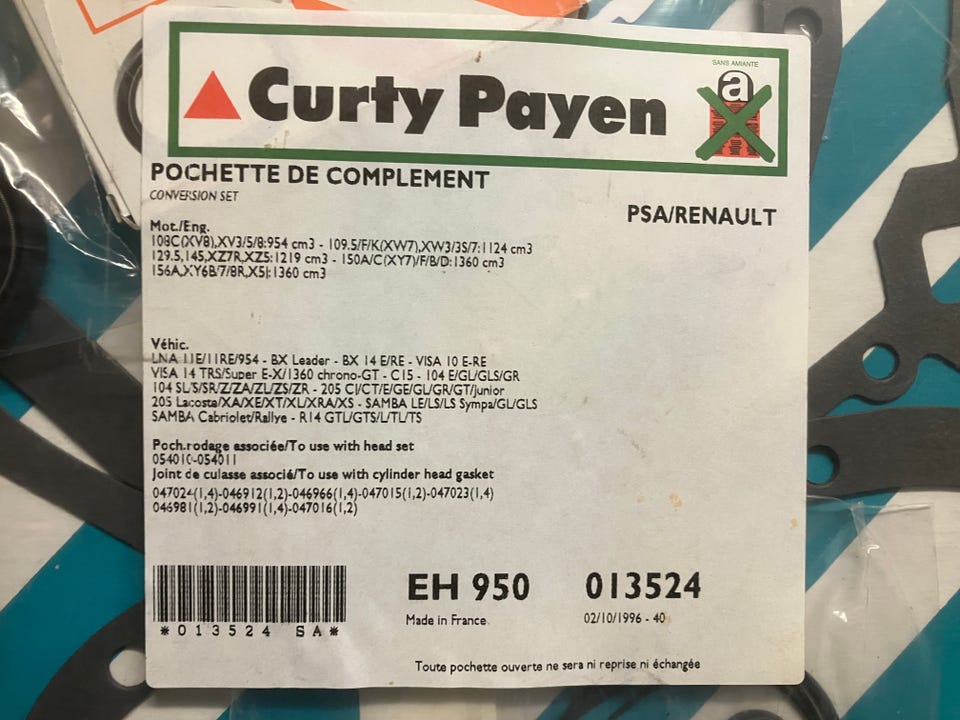 Curty Payen
SANS AMIANTE
a
POCHETTE DE COMPLEMENT
CONVERSION SET
PSA/RENAULT
Mot./Eng.
108C(XV8),XV3/5/8:954 cm3 - 109.5/F/K(XW7),XW3/3S/7:1124 cm3
129.5,145,XZ7R,XZ5:1219 cm3 - 150A/C(XY7)/F/B/D:1360 cm3
156A,XY6B/7/8R,X5J:1360 cm3
Véhic.
LNA 11E/11RE/954 - BX Leader - BX 14 E/RE - VISA 10 E-RE
VISA 14 TRS/Super E-X/1360 chrono-GT - C15 - 104 E/GL/GLS/GR
104 SL/S/SR/Z/ZA/ZL/ZS/ZR - 205 CJ/CT/E/GE/GL/GR/GT/Junior
205 Lacoste/XA/XE/XT/XL/XRA/XS - SAMBA LE/LS/LS Sympa/GL/GLS
SAMBA Cabriolet/Rallye - R14 GTL/GTS/L/TL/TS
Poch.rodage associée/To use with head set
054010-054011
Joint de culasse associé/To use with cylinder head gasket
047024(1,4)-046912(1,2)-046966(1,4)-047015(1,2)-047023(1,4)
046981(1,2)-046991(1,4)-047016(1,2)
EH 950 013524
Made in France 02/10/1996 - 40
*013524 SA*
Toute pochette ouverte ne sera ni reprise ni échangée